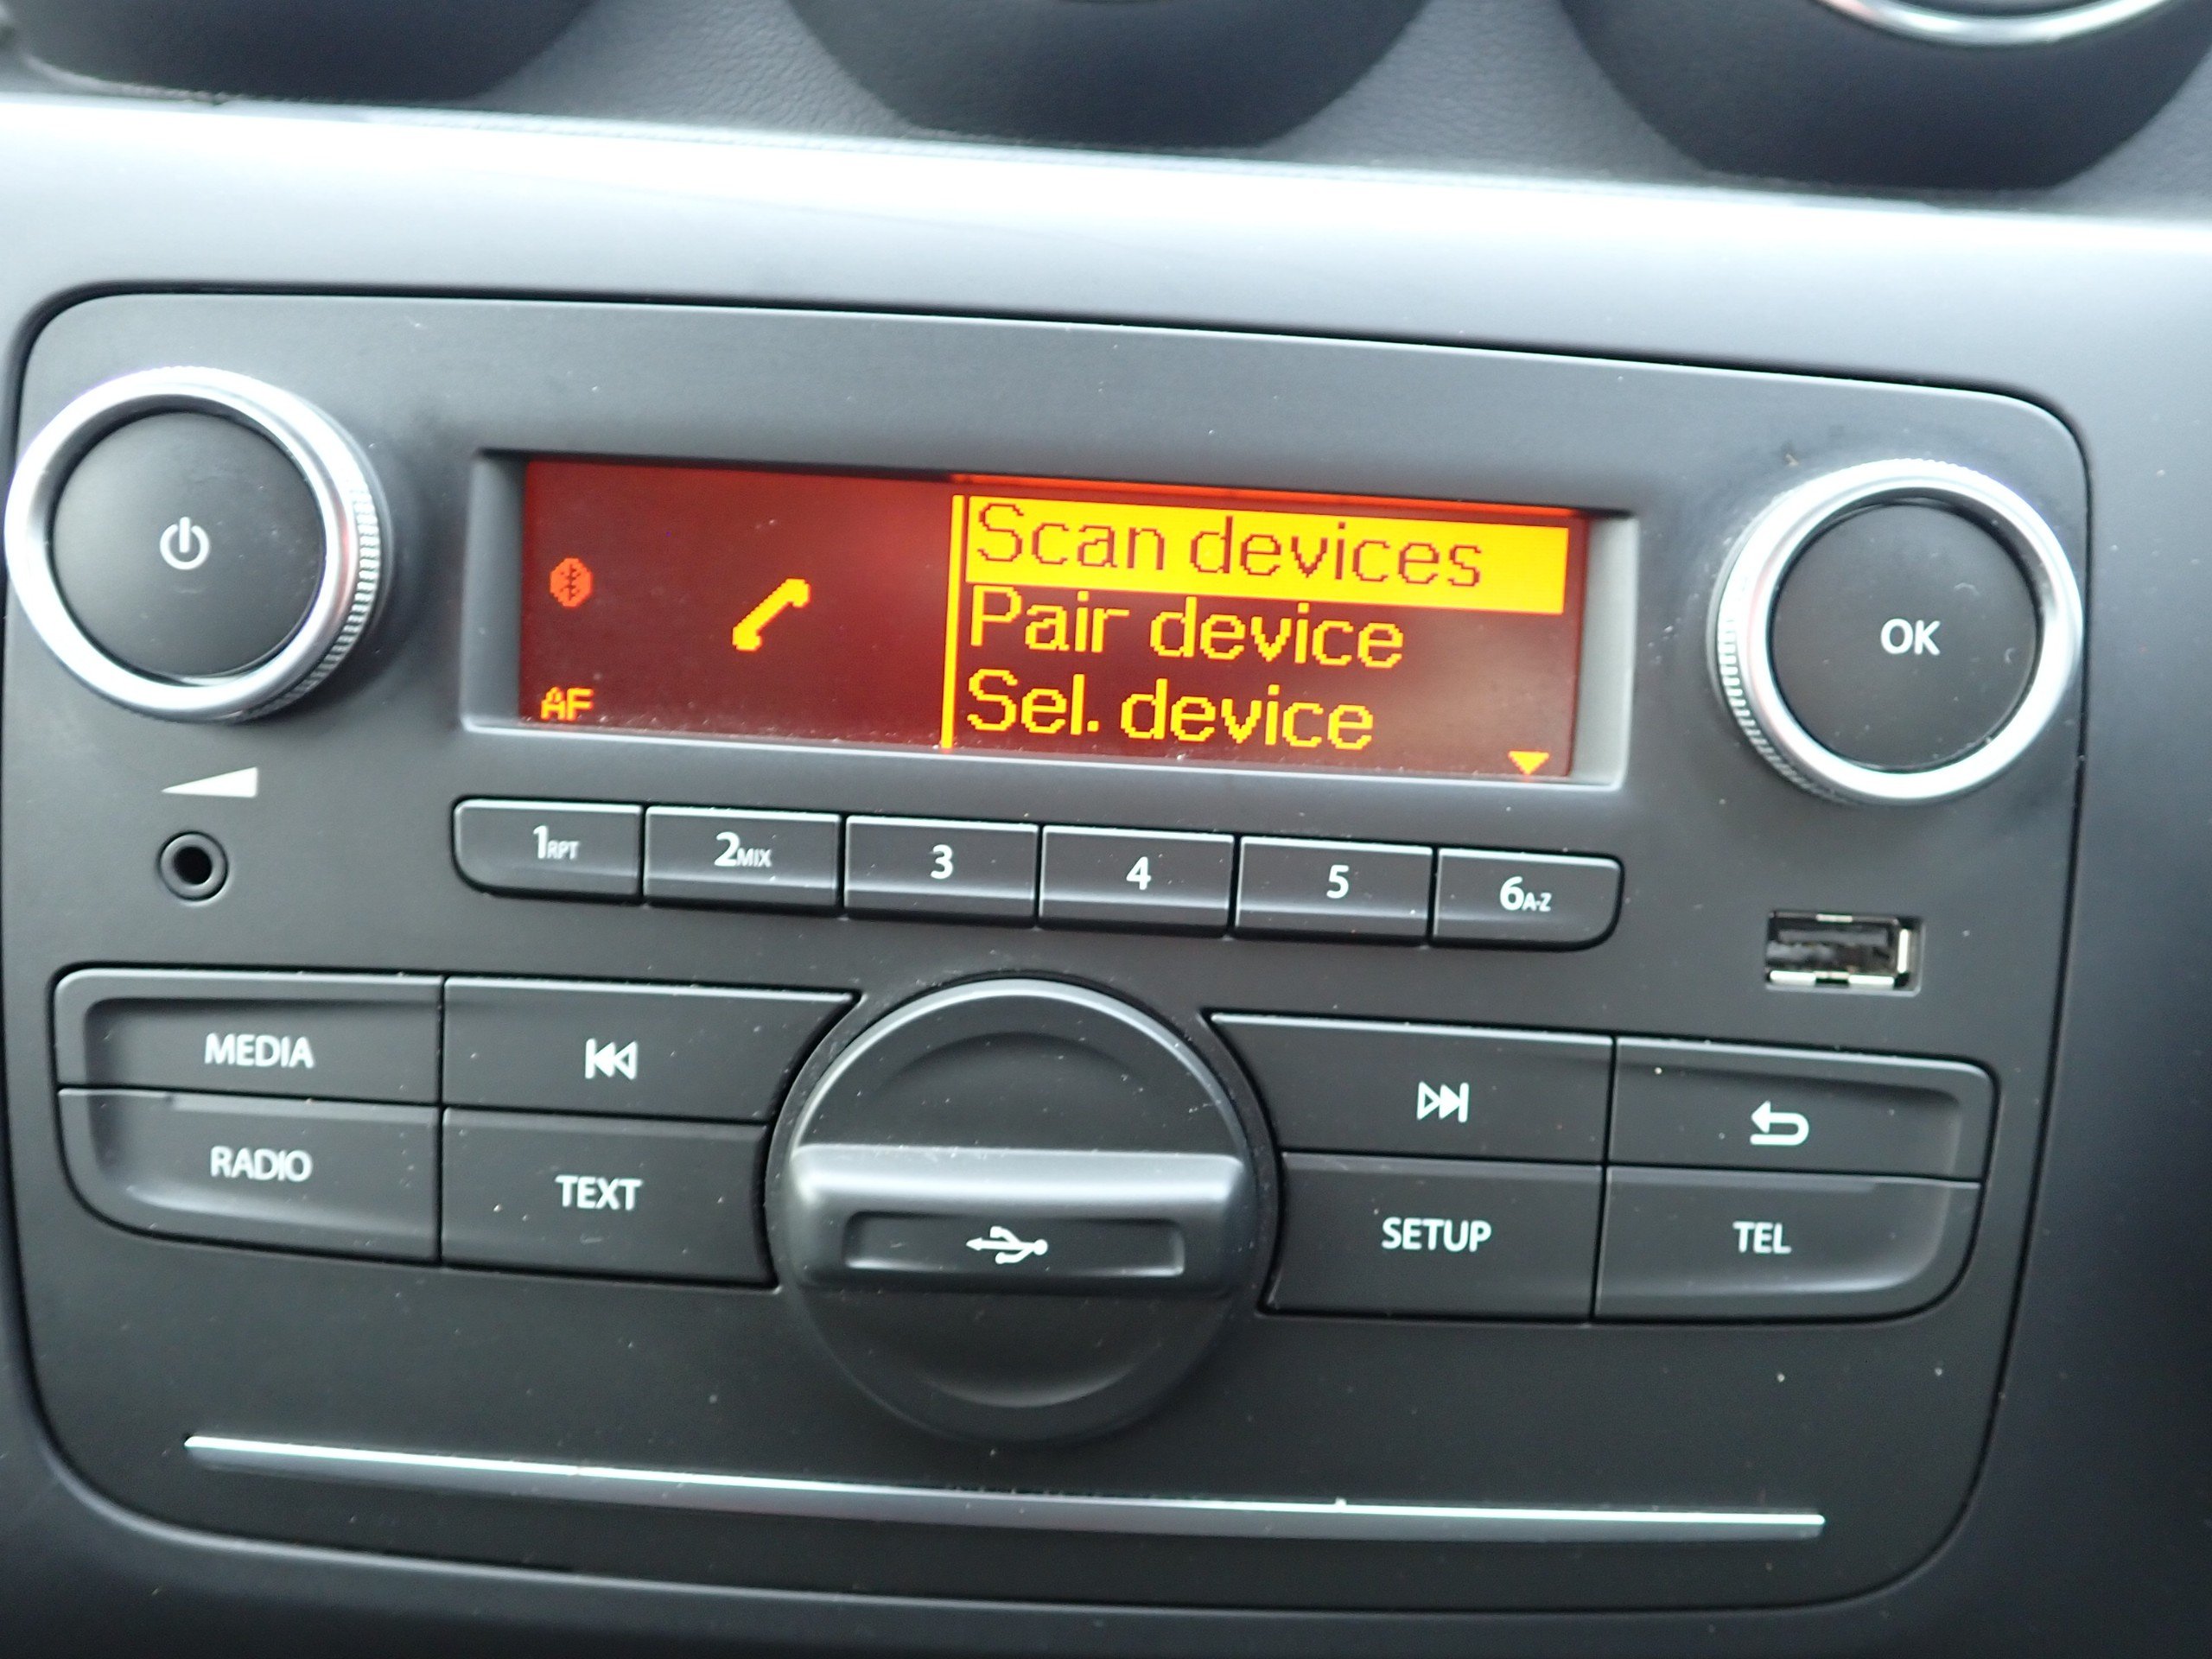 Scan devices
Pair device
Sel. device
AF
OK
1RPT 2MIX 3 4 5 6A-Z
MEDIA
RADIO TEXT SETUP TEL